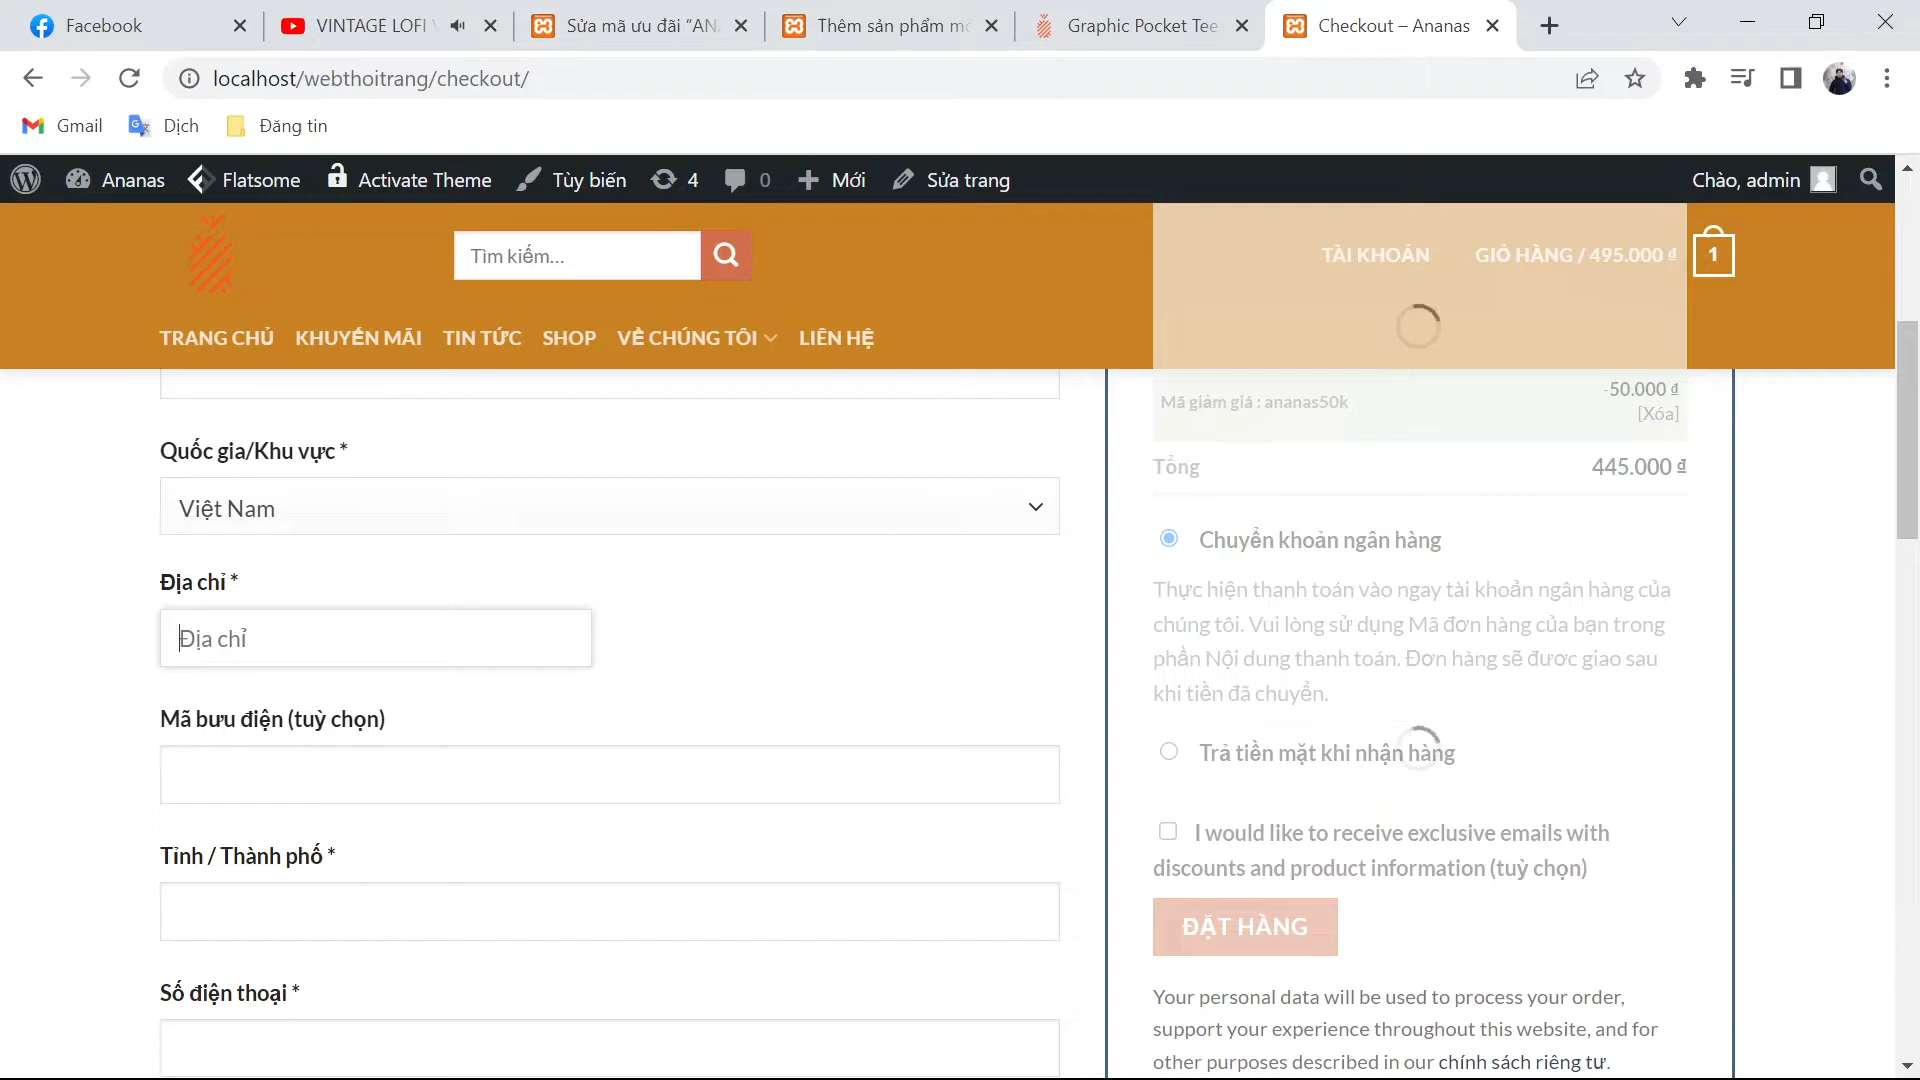 Facebook
VINTAGE LOFI
Sửa mã ưu đãi “AN
Thêm sản phẩm m
Graphic Pocket Tee
Checkout – Ananas
localhost/webthoitrang/checkout/
Gmail
Dịch
Đăng tin
Ananas
Flatsome
Activate Theme
Tùy biến
4
0
Mới
Sửa trang
Chào, admin
Tìm kiếm...
TÀI KHOẢN
GIỎ HÀNG / 495.000 ₫
1
TRANG CHỦ
KHUYẾN MÃI
TIN TỨC
SHOP
VỀ CHÚNG TÔI
LIÊN HỆ
Quốc gia/Khu vực *
Việt Nam
Địa chỉ *
Địa chỉ
Mã bưu điện (tuỳ chọn)
Tỉnh / Thành phố *
Số điện thoại *
Mã giảm giá : ananas50k
-50.000 ₫
[Xóa]
Tổng
445.000 ₫
Chuyển khoản ngân hàng
Thực hiện thanh toán vào ngay tài khoản ngân hàng của
chúng tôi. Vui lòng sử dụng Mã đơn hàng của bạn trong
phần Nội dung thanh toán. Đơn hàng sẽ đươc giao sau
khi tiền đã chuyển.
Trả tiền mặt khi nhận hàng
I would like to receive exclusive emails with
discounts and product information (tuỳ chọn)
ĐẶT HÀNG
Your personal data will be used to process your order,
support your experience throughout this website, and for
other purposes described in our chính sách riêng tư.